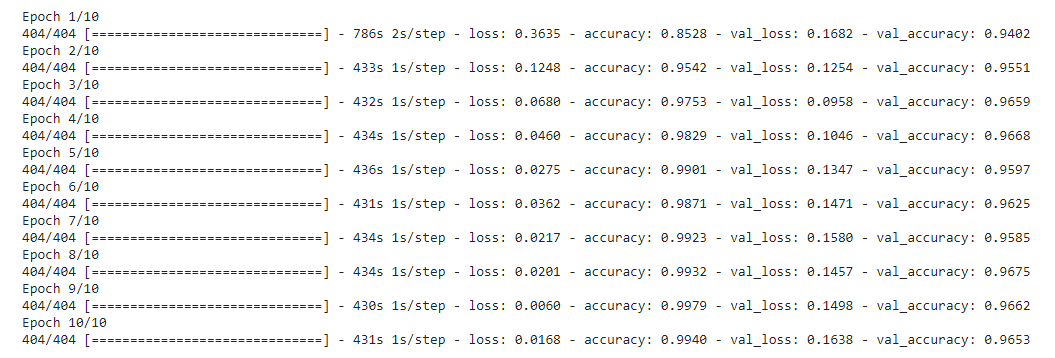 Epoch 1/10
404/404 [==============================] - 786s 2s/step - loss: 0.3635 - accuracy: 0.8528 - val_loss: 0.1682 - val_accuracy: 0.9402
Epoch 2/10
404/404 [==============================] - 433s 1s/step - loss: 0.1248 - accuracy: 0.9542 - val_loss: 0.1254 - val_accuracy: 0.9551
Epoch 3/10
404/404 [==============================] - 432s 1s/step - loss: 0.0680 - accuracy: 0.9753 - val_loss: 0.0958 - val_accuracy: 0.9659
Epoch 4/10
404/404 [==============================] - 434s 1s/step - loss: 0.0460 - accuracy: 0.9829 - val_loss: 0.1046 - val_accuracy: 0.9668
Epoch 5/10
404/404 [==============================] - 436s 1s/step - loss: 0.0275 - accuracy: 0.9901 - val_loss: 0.1347 - val_accuracy: 0.9597
Epoch 6/10
404/404 [==============================] - 431s 1s/step - loss: 0.0362 - accuracy: 0.9871 - val_loss: 0.1471 - val_accuracy: 0.9625
Epoch 7/10
404/404 [==============================] - 434s 1s/step - loss: 0.0217 - accuracy: 0.9923 - val_loss: 0.1580 - val_accuracy: 0.9585
Epoch 8/10
404/404 [==============================] - 434s 1s/step - loss: 0.0201 - accuracy: 0.9932 - val_loss: 0.1457 - val_accuracy: 0.9675
Epoch 9/10
404/404 [==============================] - 430s 1s/step - loss: 0.0060 - accuracy: 0.9979 - val_loss: 0.1498 - val_accuracy: 0.9662
Epoch 10/10
404/404 [==============================] - 431s 1s/step - loss: 0.0168 - accuracy: 0.9940 - val_loss: 0.1638 - val_accuracy: 0.9653